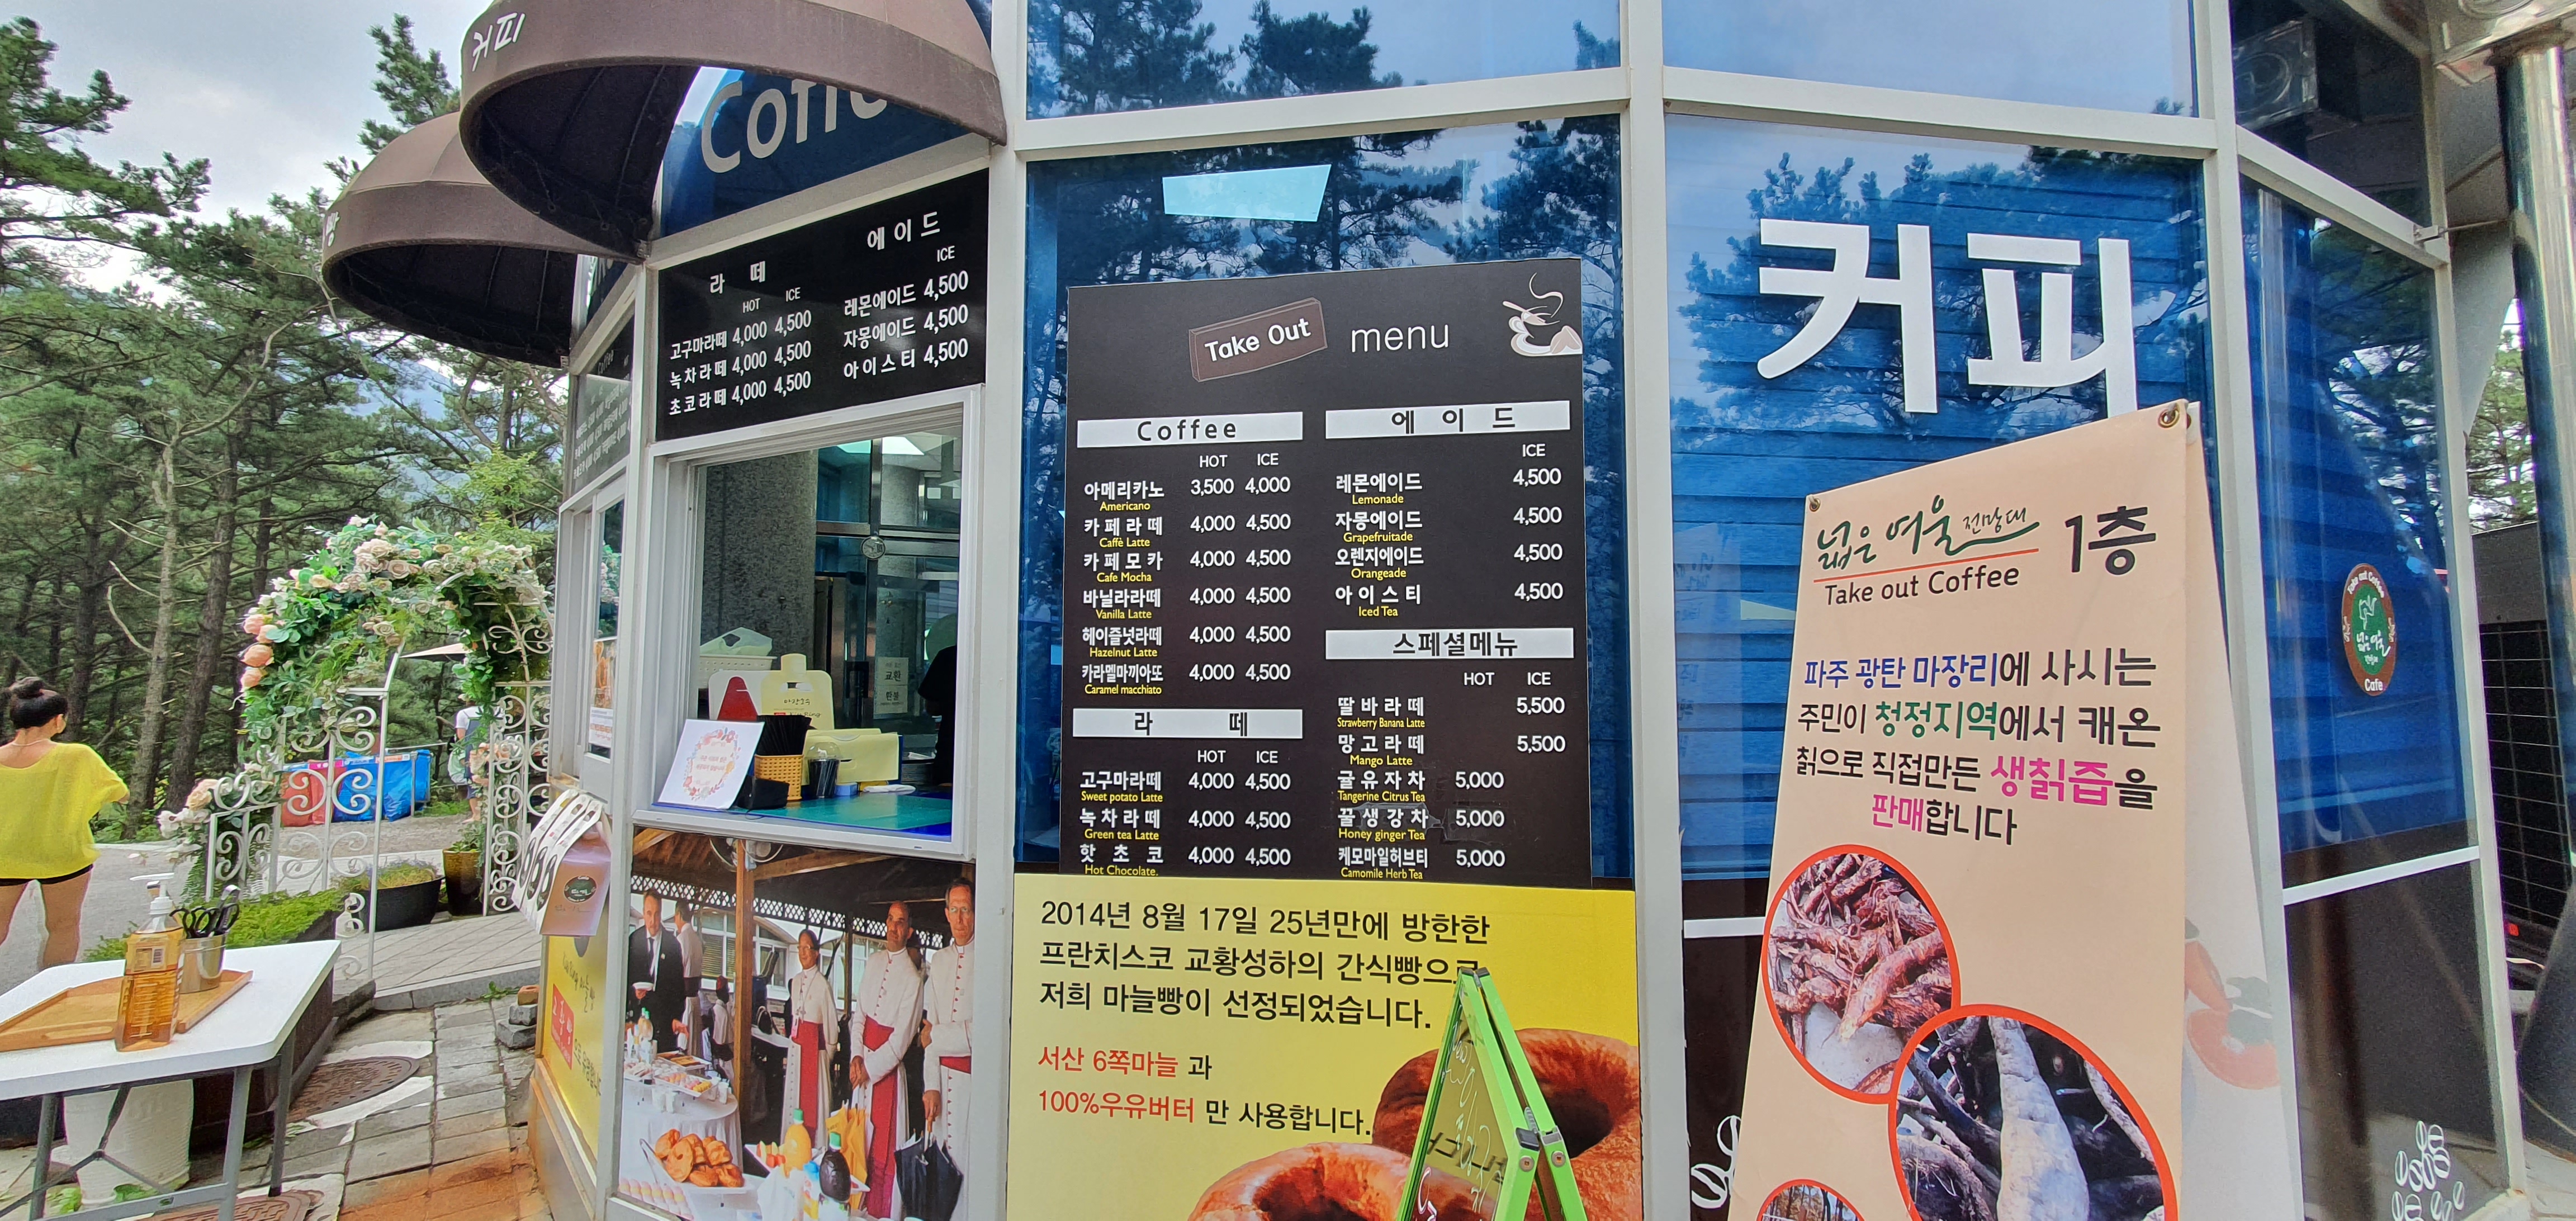 커피
Coffe
라 떼
HOT ICE
고구마라떼 4,000 4,500
녹차라떼 4,000 4,500
초코라떼 4,000 4,500
에이드
ICE
레몬에이드 4,500
자몽에이드 4,500
아이스티 4,500
Take Out menu
Coffee
HOT ICE
아메리카노 3,500 4,000
Americano
카페라떼 4,000 4,500
Caffè Latte
카페모카 4,000 4,500
Cafe Mocha
바닐라라떼 4,000 4,500
Vanilla Latte
헤이즐넛라떼 4,000 4,500
Hazelnut Latte
카라멜마끼아또 4,000 4,500
Caramel macchiato
라 떼
HOT ICE
고구마라떼 4,000 4,500
Sweet potato Latte
녹차라떼 4,000 4,500
Green tea Latte
핫초코 4,000 4,500
Hot Chocolate.
에이드
ICE
레몬에이드 4,500
Lemonade
자몽에이드 4,500
Grapefruitade
오렌지에이드 4,500
Orangeade
아이스티 4,500
Iced Tea
스페셜메뉴
HOT ICE
딸바라떼 5,500
Strawberry Banana Latte
망고라떼 5,500
Mango Latte
귤유자차 5,000
Tangerine Citrus Tea
꿀생강차 5,000
Honey ginger Tea
케모마일허브티 5,000
Camomile Herb Tea
2014년 8월 17일 25년만에 방한한
프란치스코 교황성하의 간식빵으로
저희 마늘빵이 선정되었습니다.
서산 6쪽마늘 과
100%우유버터 만 사용합니다.
커피
넓은 여울 전망대 1층
Take out Coffee
파주 광탄 마장리에 사시는
주민이 청정지역에서 캐온
칡으로 직접만든 생칡즙을
판매합니다
Take out Coffee
넓은 여울
전망대
Cafe
교환
환불